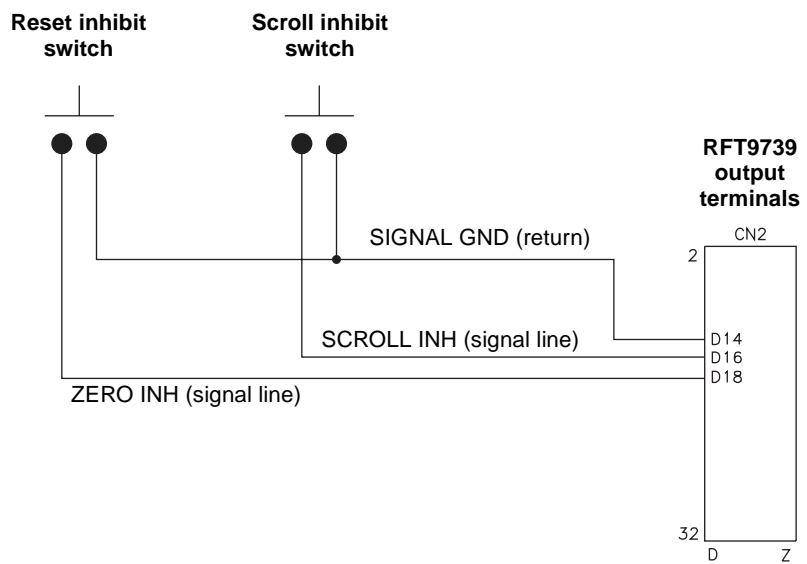 Reset inhibit
switch
Scroll inhibit
switch
RFT9739
output
terminals
CN2
2
SIGNAL GND (return)
D14
SCROLL INH (signal line)
D16
D18
ZERO INH (signal line)
32
D
Z